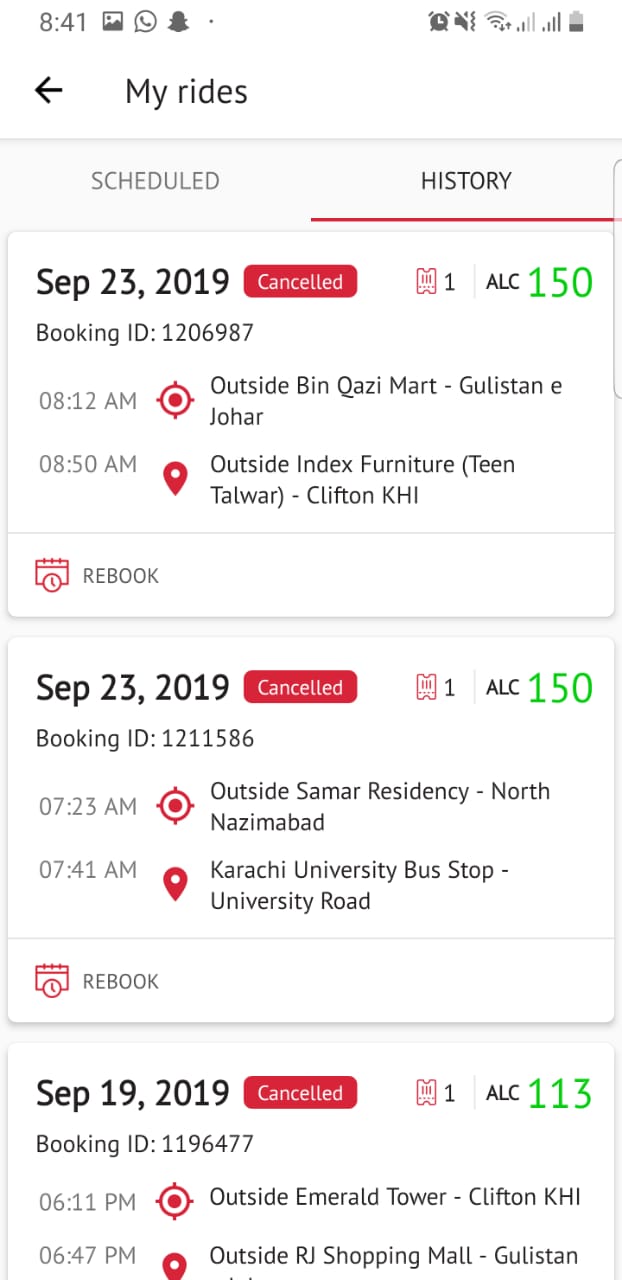 8:41
My rides
SCHEDULED
HISTORY
Sep 23, 2019 Cancelled 1 ALC 150
Booking ID: 1206987
08:12 AM Outside Bin Qazi Mart - Gulistan e
Johar
08:50 AM Outside Index Furniture (Teen
Talwar) - Clifton KHI
REBOOK
Sep 23, 2019 Cancelled 1 ALC 150
Booking ID: 1211586
07:23 AM Outside Samar Residency - North
Nazimabad
07:41 AM Karachi University Bus Stop -
University Road
REBOOK
Sep 19, 2019 Cancelled 1 ALC 113
Booking ID: 1196477
06:11 PM Outside Emerald Tower - Clifton KHI
06:47 PM Outside RJ Shopping Mall - Gulistan